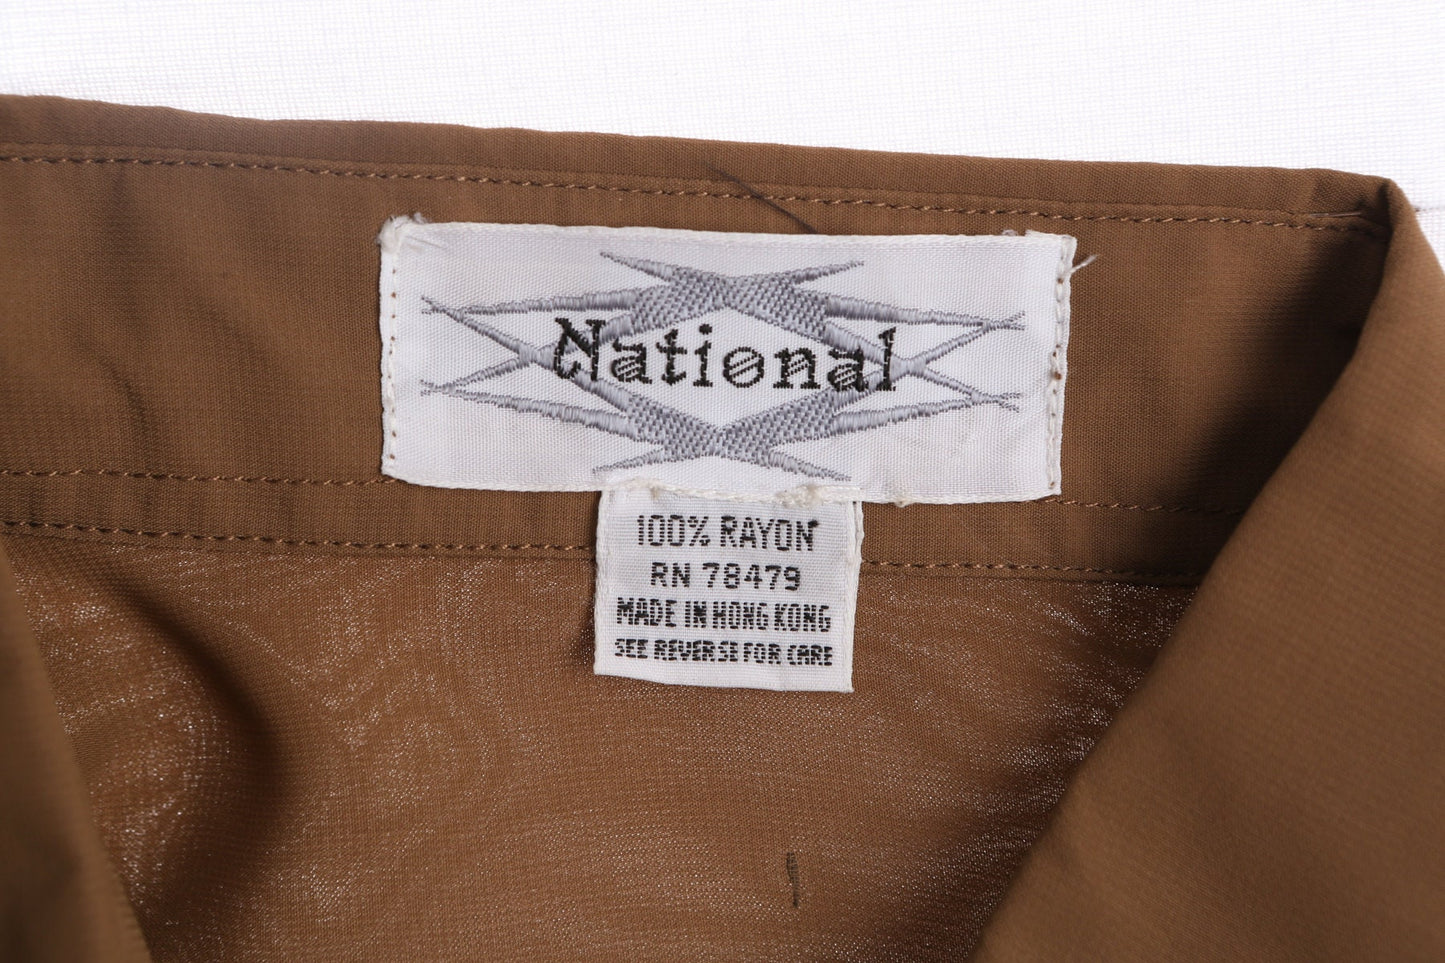 National
100% RAYON
RN 78479
MADE IN HONG KONG
SEE REVERSE FOR CARE